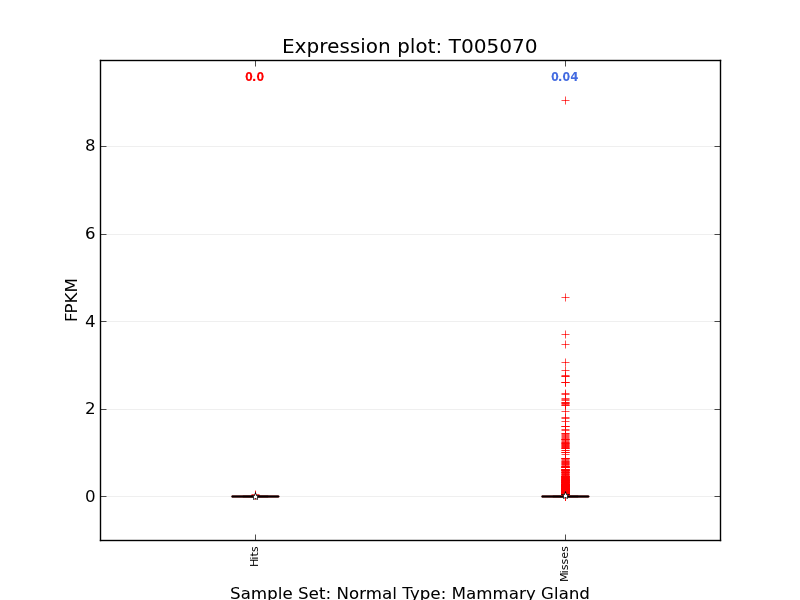 Expression plot: T005070
0.0 0.04
8
6
4
2
0
FPKM
Hits Misses
Sample Set: Normal Type: Mammary Gland